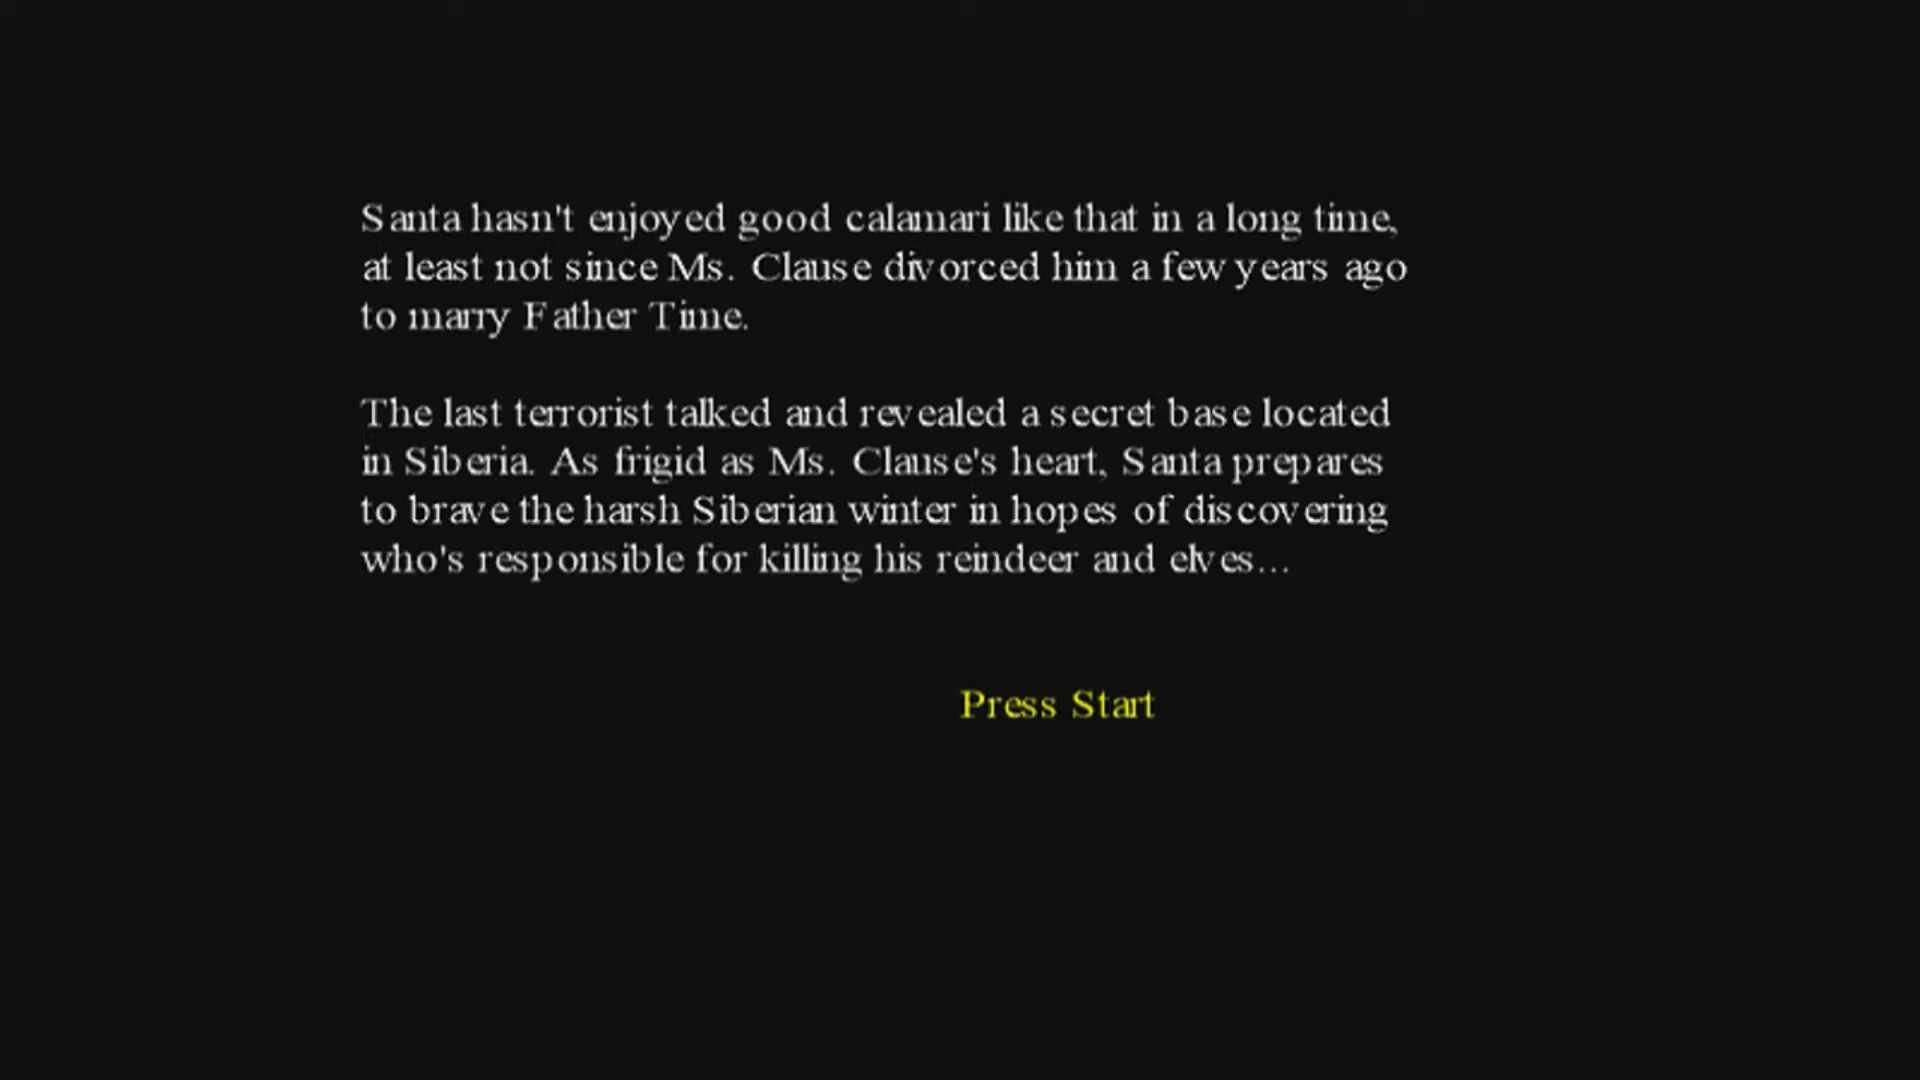 Santa hasn't enjoyed good calamari like that in a long time,
at least not since Ms. Clause divorced him a few years ago
to marry Father Time.
The last terrorist talked and revealed a secret base located
in Siberia. As frigid as Ms. Clause's heart, Santa prepares
to brave the harsh Siberian winter in hopes of discovering
who's responsible for killing his reindeer and elves...
Press Start